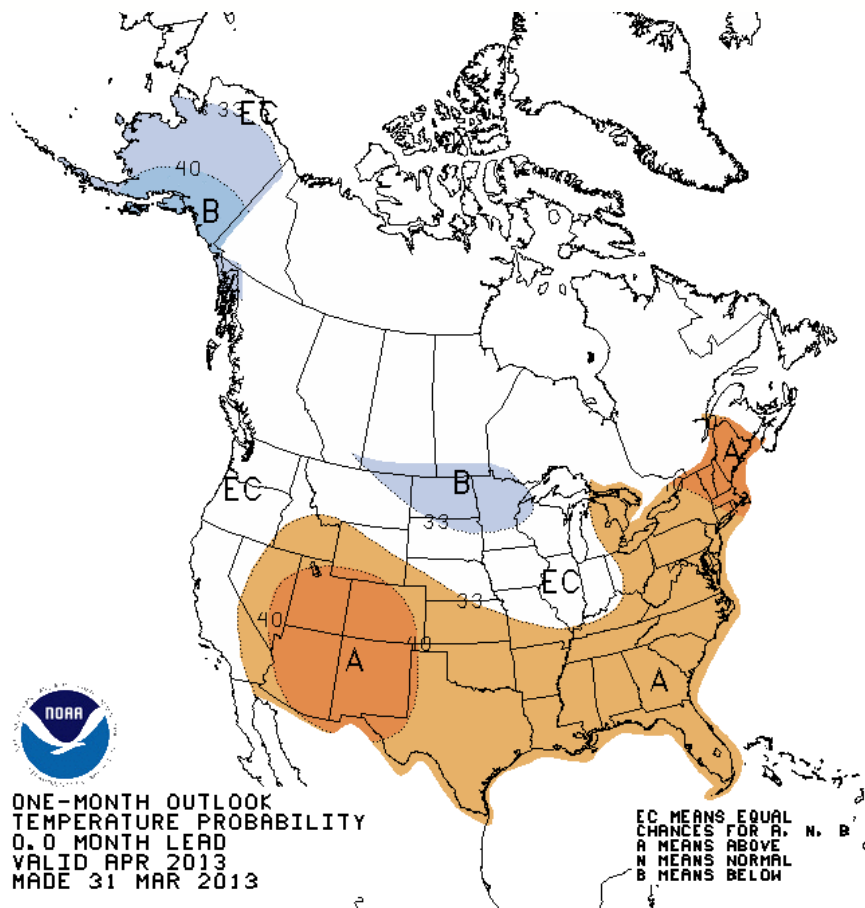 33
EC
40
B
A
EC
B
33
33
EC
40
40
A
A
NOAA
ONE-MONTH OUTLOOK
TEMPERATURE PROBABILITY
0.0 MONTH LEAD
VALID APR 2013
MADE 31 MAR 2013
EC MEANS EQUAL
CHANCES FOR A, N, B
A MEANS ABOVE
N MEANS NORMAL
B MEANS BELOW